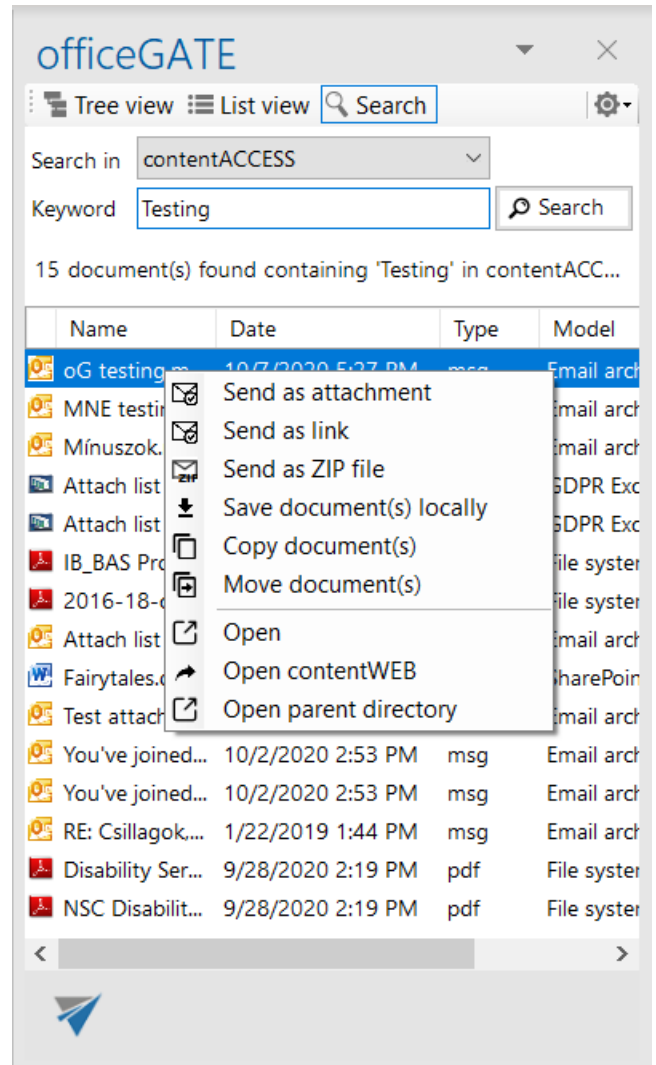 officeGATE
Tree view List view Search
Search in contentACCESS
Keyword Testing Search
15 document(s) found containing 'Testing' in contentACC...
Name Date Type Model
oG testing m 10/7/2020 5:27 PM msg Email arch
Send as attachment
MNE testin Email arch
Send as link
Mínuszok. Email arch
Send as ZIP file
ZIP
Attach list GDPR Exc
Save document(s) locally
Attach list GDPR Exc
Copy document(s)
IB_BAS Pro File system
Move document(s)
2016-18- File system
Open
Attach list Email arch
Open contentWEB
Fairytales. SharePoin
Open parent directory
Test attach Email arch
You've joined... 10/2/2020 2:53 PM msg Email arch
You've joined... 10/2/2020 2:53 PM msg Email arch
RE: Csillagok,... 1/22/2019 1:44 PM msg Email arch
Disability Ser... 9/28/2020 2:19 PM pdf File system
NSC Disabilit... 9/28/2020 2:19 PM pdf File system